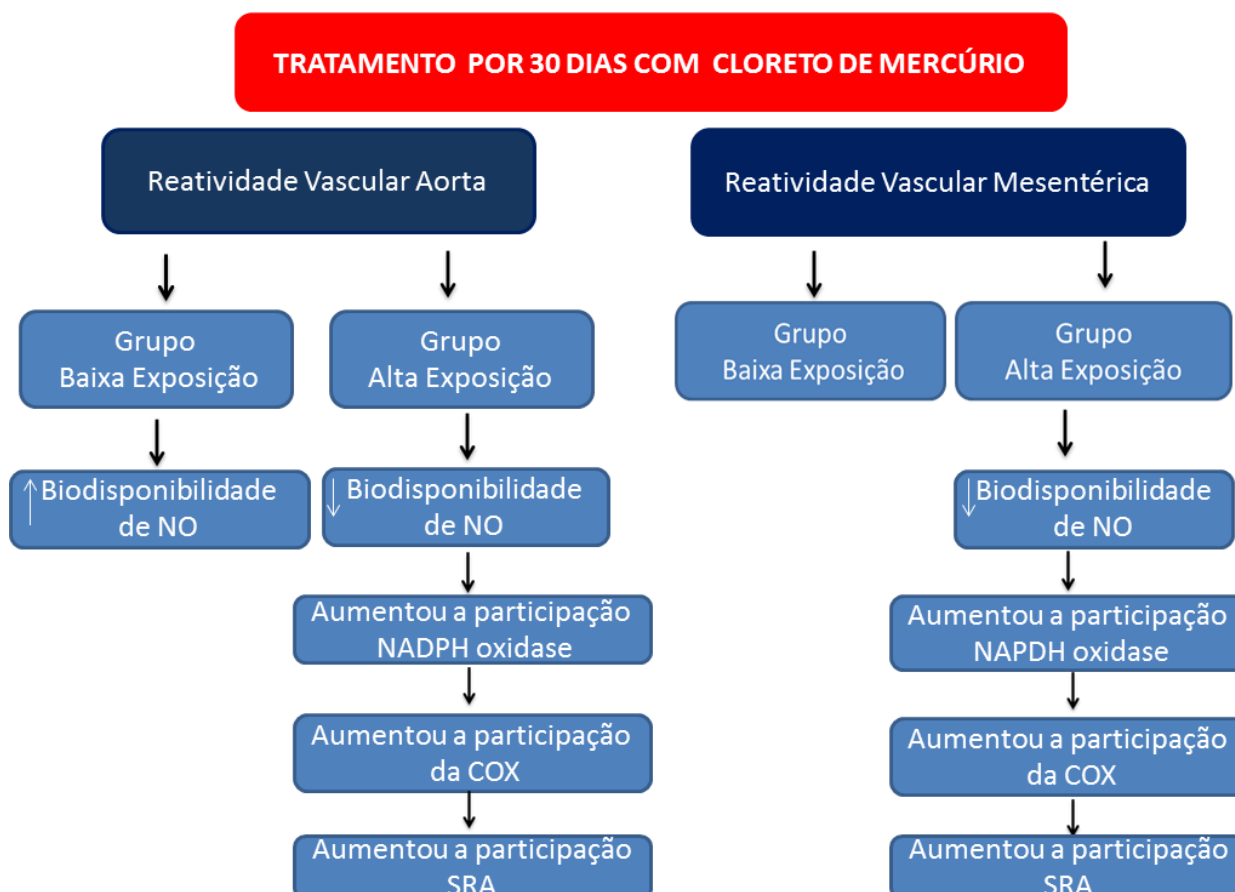 TRATAMENTO POR 30 DIAS COM CLORETO DE MERCÚRIO
Reatividade Vascular Aorta
Reatividade Vascular Mesentérica
Grupo
Baixa Exposição
Grupo
Alta Exposição
Grupo
Baixa Exposição
Grupo
Alta Exposição
↑ Biodisponibilidade
de NO
↓ Biodisponibilidade
de NO
↓ Biodisponibilidade
de NO
Aumentou a participação
NADPH oxidase
Aumentou a participação
NAPDH oxidase
Aumentou a participação
da COX
Aumentou a participação
da COX
Aumentou a participação
SRA
Aumentou a participação
SRA